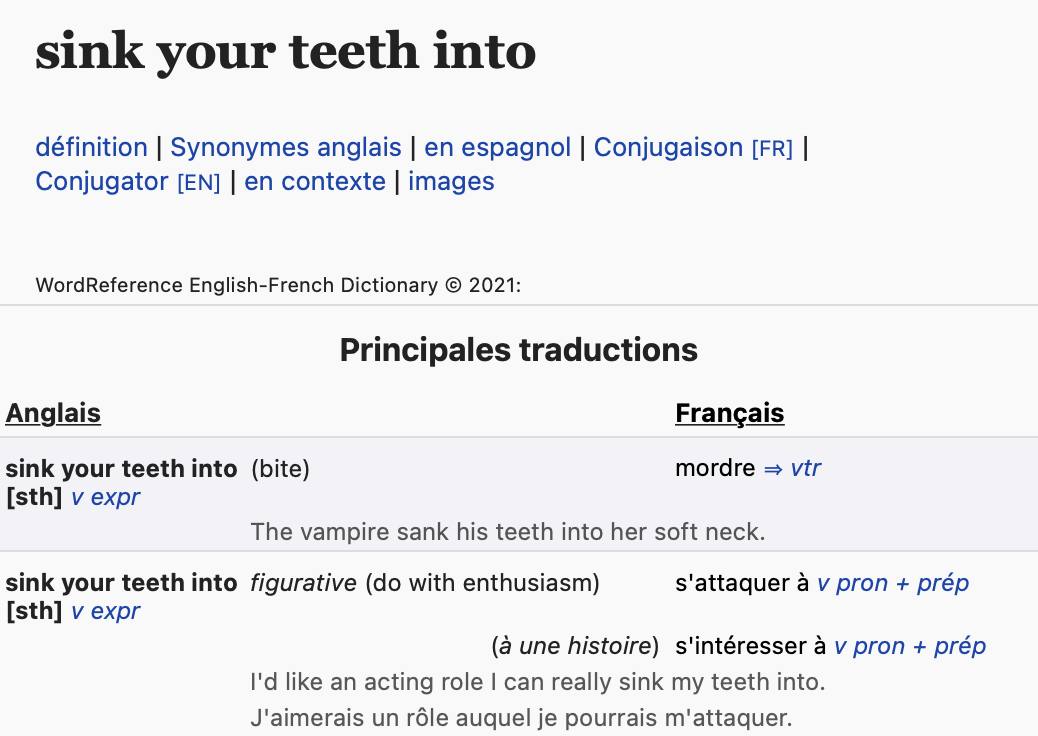 sink your teeth into
définition | Synonymes anglais | en espagnol | Conjugaison [FR] |
Conjugator [EN] | en contexte | images
WordReference English-French Dictionary © 2021:
Principales traductions
Anglais Français
sink your teeth into (bite) mordre ⇒ vtr
[sth] v expr
The vampire sank his teeth into her soft neck.
sink your teeth into figurative (do with enthusiasm) s'attaquer à v pron + prép
[sth] v expr
(à une histoire) s'intéresser à v pron + prép
I'd like an acting role I can really sink my teeth into.
J'aimerais un rôle auquel je pourrais m'attaquer.